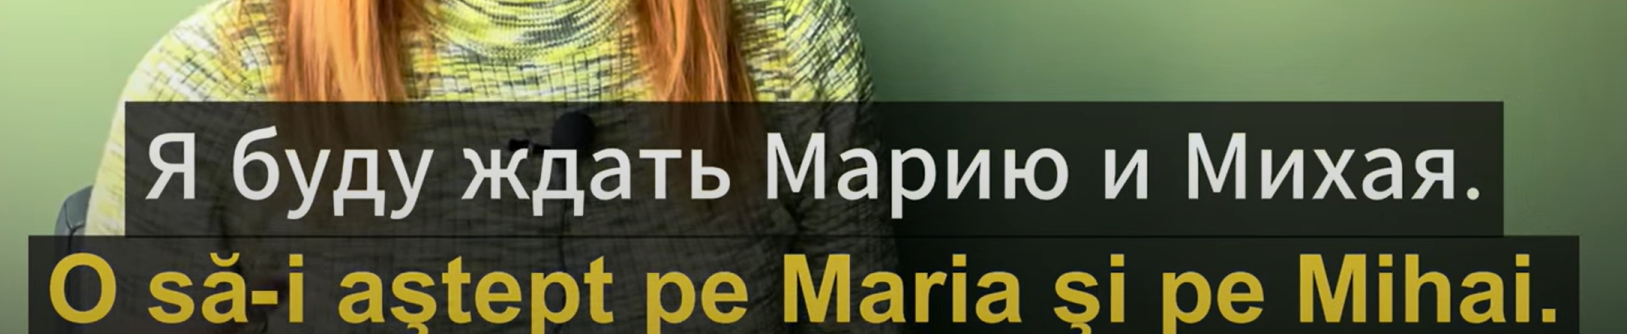 Я буду ждать Марию и Михая.
O să-i aştept pe Maria şi pe Mihai.